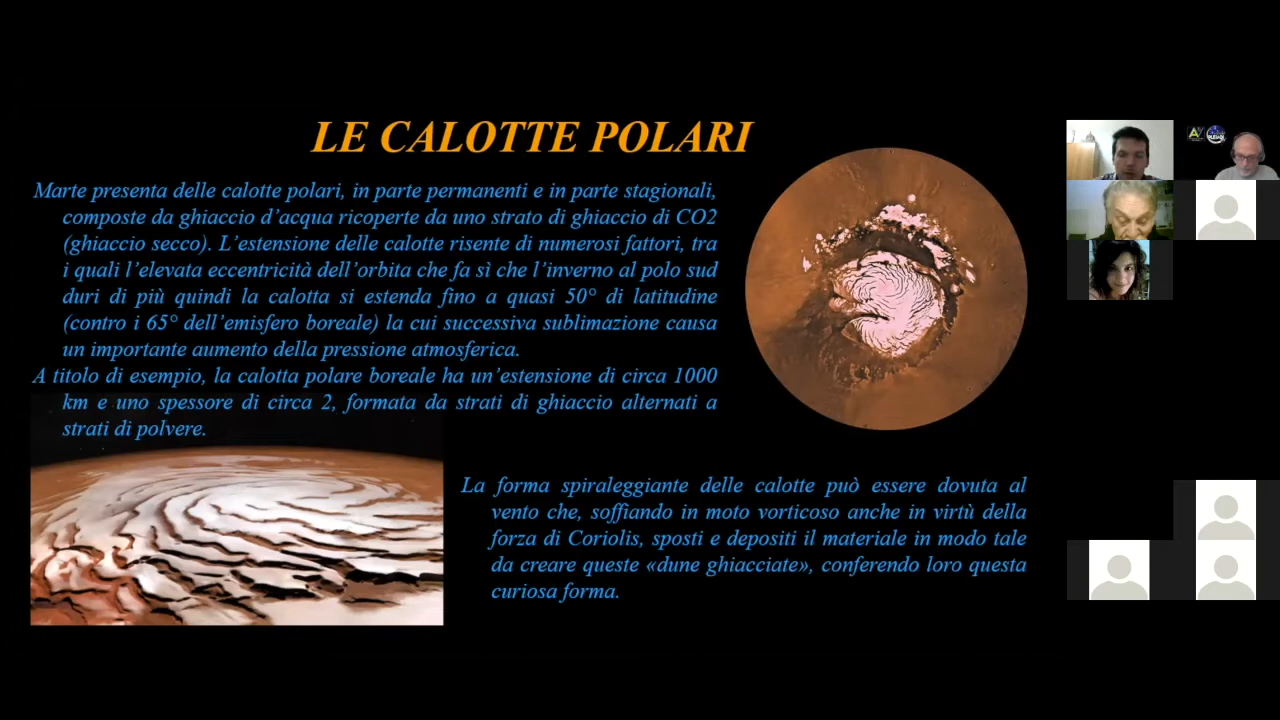 LE CALOTTE POLARI
Marte presenta delle calotte polari, in parte permanenti e in parte stagionali,
composte da ghiaccio d’acqua ricoperte da uno strato di ghiaccio di CO2
(ghiaccio secco). L’estensione delle calotte risente di numerosi fattori, tra
i quali l’elevata eccentricità dell’orbita che fa sì che l’inverno al polo sud
duri di più quindi la calotta si estenda fino a quasi 50° di latitudine
(contro i 65° dell’emisfero boreale) la cui successiva sublimazione causa
un importante aumento della pressione atmosferica.
A titolo di esempio, la calotta polare boreale ha un’estensione di circa 1000
km e uno spessore di circa 2, formata da strati di ghiaccio alternati a
strati di polvere.
La forma spiraleggiante delle calotte può essere dovuta al
vento che, soffiando in moto vorticoso anche in virtù della
forza di Coriolis, sposti e depositi il materiale in modo tale
da creare queste «dune ghiacciate», conferendo loro questa
curiosa forma.